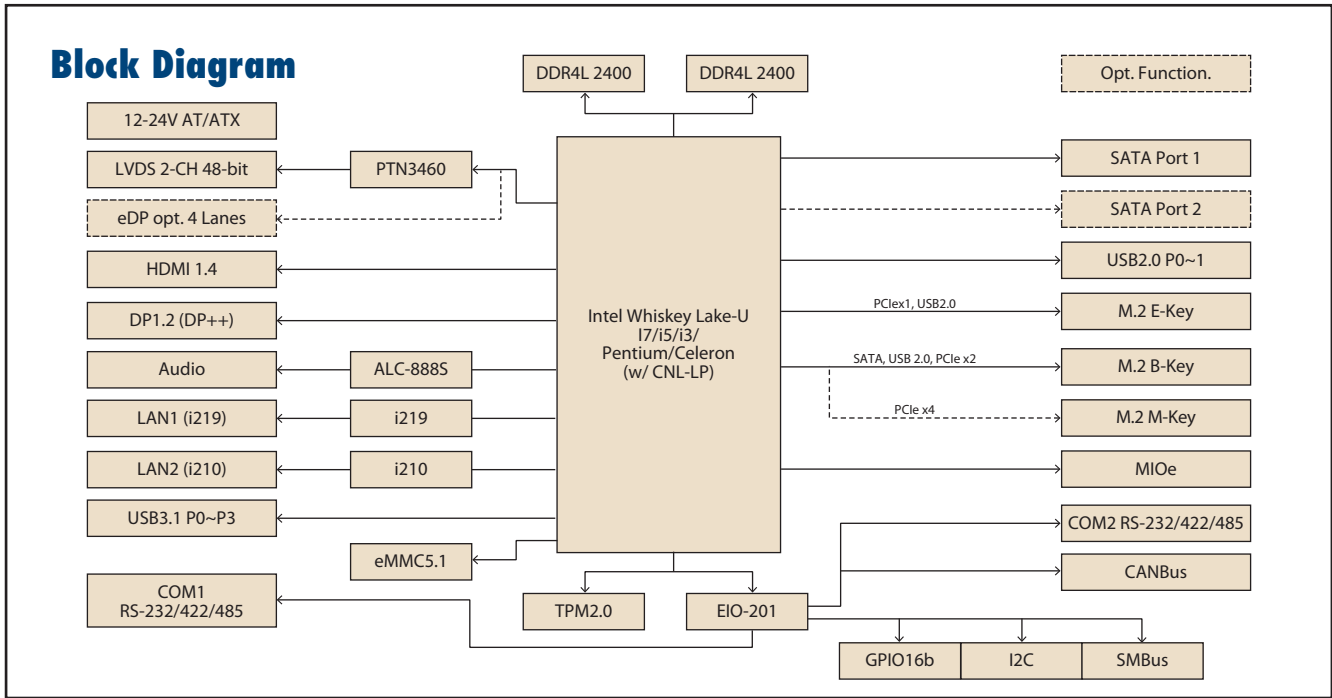 Block Diagram
DDR4L 2400
DDR4L 2400
Opt. Function.
12-24V AT/ATX
LVDS 2-CH 48-bit
PTN3460
eDP opt. 4 Lanes
HDMI 1.4
DP1.2 (DP++)
Audio
ALC-888S
LAN1 (i219)
i219
LAN2 (i210)
i210
USB3.1 P0~P3
eMMC5.1
COM1
RS-232/422/485
Intel Whiskey Lake-U
I7/i5/i3/
Pentium/Celeron
(w/ CNL-LP)
TPM2.0
EIO-201
SATA Port 1
SATA Port 2
USB2.0 P0~1
PCIex1, USB2.0
M.2 E-Key
SATA, USB 2.0, PCIe x2
M.2 B-Key
PCIe x4
M.2 M-Key
MIOe
COM2 RS-232/422/485
CANBus
GPIO16b
I2C
SMBus